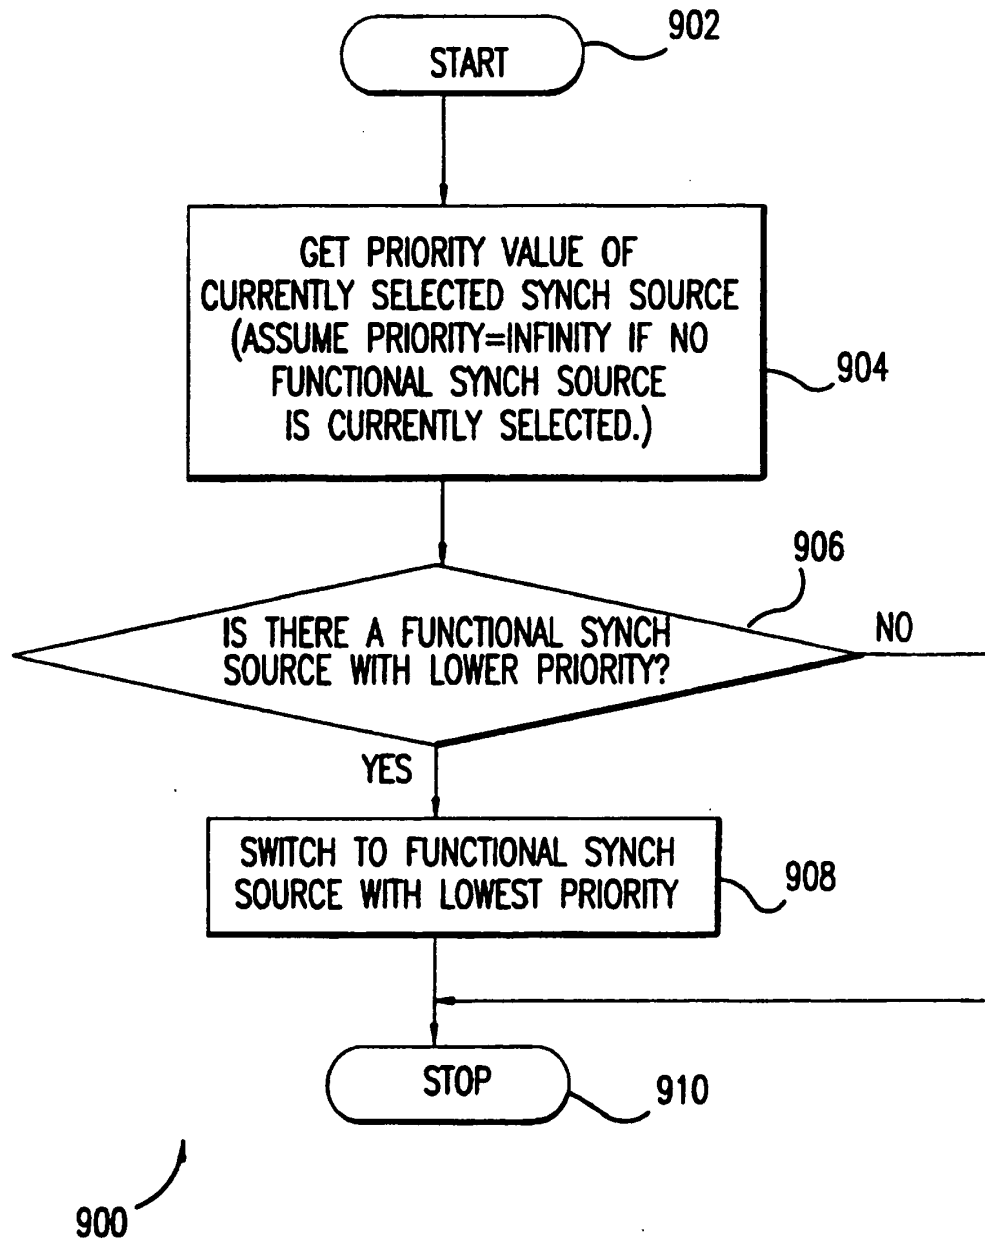 START
902
GET PRIORITY VALUE OF
CURRENTLY SELECTED SYNCH SOURCE
(ASSUME PRIORITY=INFINITY IF NO
FUNCTIONAL SYNCH SOURCE
IS CURRENTLY SELECTED.)
904
906
IS THERE A FUNCTIONAL SYNCH
SOURCE WITH LOWER PRIORITY?
NO
YES
SWITCH TO FUNCTIONAL SYNCH
SOURCE WITH LOWEST PRIORITY
908
STOP
910
900